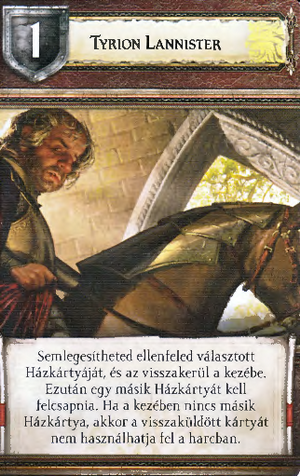 1
Tyrion Lannister
Semlegesítheted ellenfeled választott
Házkártyáját, és az visszakerül a kezébe.
Ezután egy másik Házkártyát kell
felcsapnia. Ha a kezében nincs másik
Házkártya, akkor a visszaküldött kártyát
nem használhatja fel a harcban.